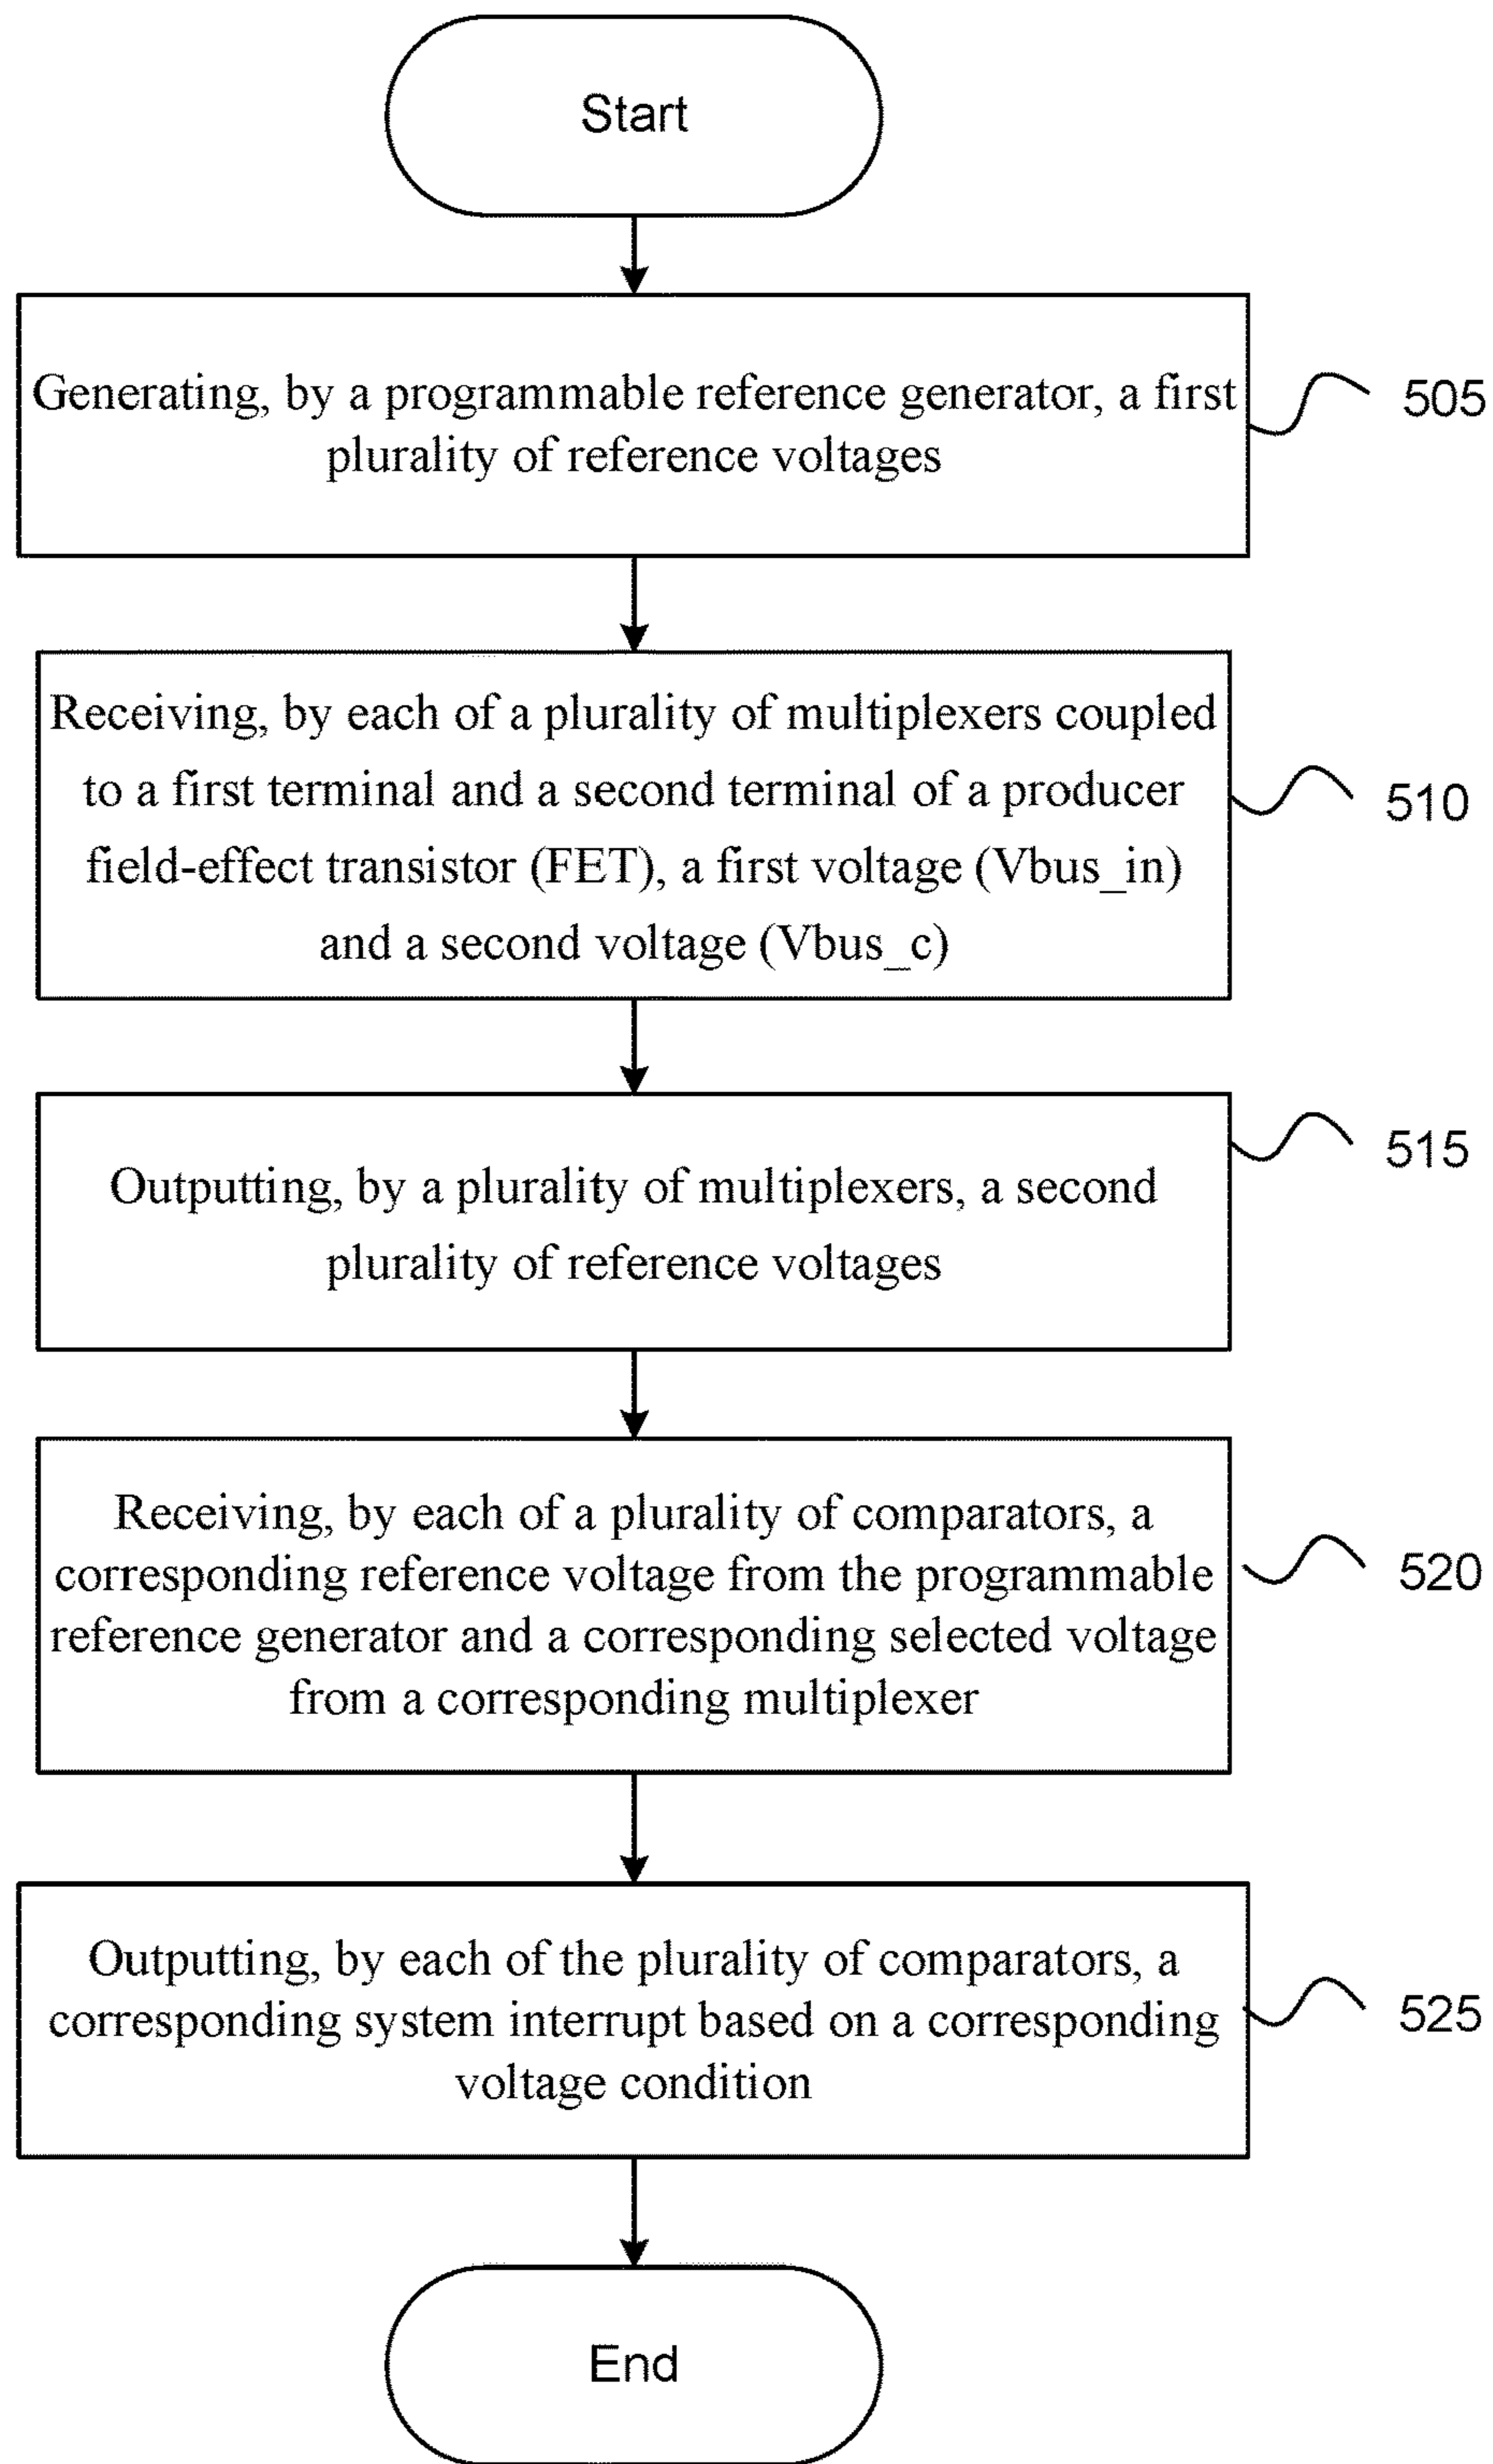 Start
Generating, by a programmable reference generator, a first
plurality of reference voltages
505
Receiving, by each of a plurality of multiplexers coupled
to a first terminal and a second terminal of a producer
field-effect transistor (FET), a first voltage (Vbus_in)
and a second voltage (Vbus_c)
510
Outputting, by a plurality of multiplexers, a second
plurality of reference voltages
515
Receiving, by each of a plurality of comparators, a
corresponding reference voltage from the programmable
reference generator and a corresponding selected voltage
from a corresponding multiplexer
520
Outputting, by each of the plurality of comparators, a
corresponding system interrupt based on a corresponding
voltage condition
525
End